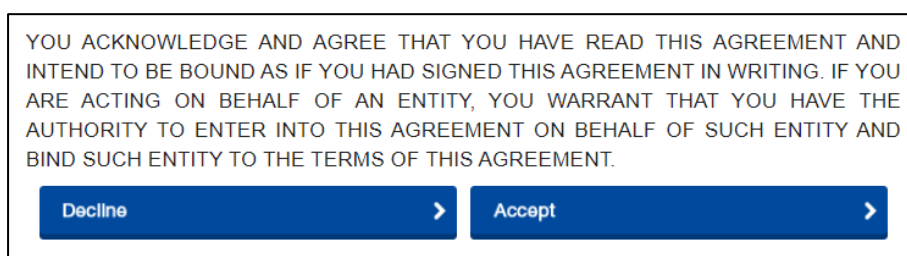 YOU ACKNOWLEDGE AND AGREE THAT YOU HAVE READ THIS AGREEMENT AND
INTEND TO BE BOUND AS IF YOU HAD SIGNED THIS AGREEMENT IN WRITING. IF YOU
ARE ACTING ON BEHALF OF AN ENTITY, YOU WARRANT THAT YOU HAVE THE
AUTHORITY TO ENTER INTO THIS AGREEMENT ON BEHALF OF SUCH ENTITY AND
BIND SUCH ENTITY TO THE TERMS OF THIS AGREEMENT.
Decline
Accept